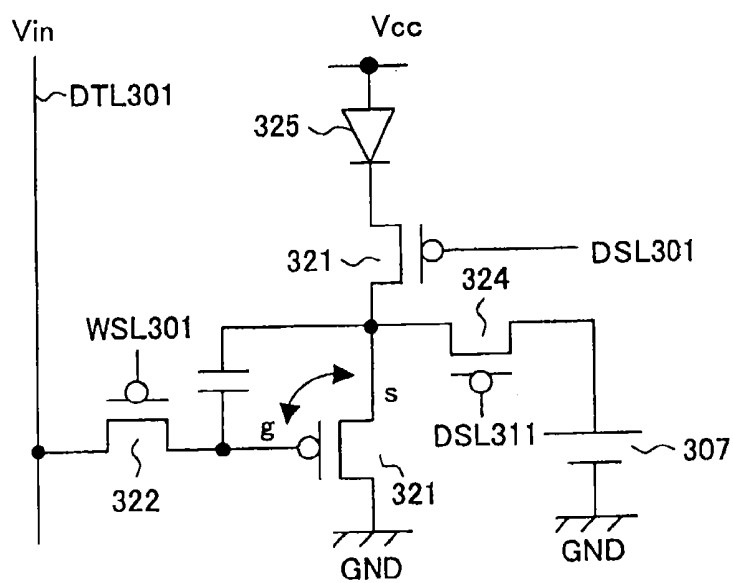 Vin
Vcc
DTL301
325
321
DSL301
324
WSL301
s
g
DSL311
307
322
321
GND
GND